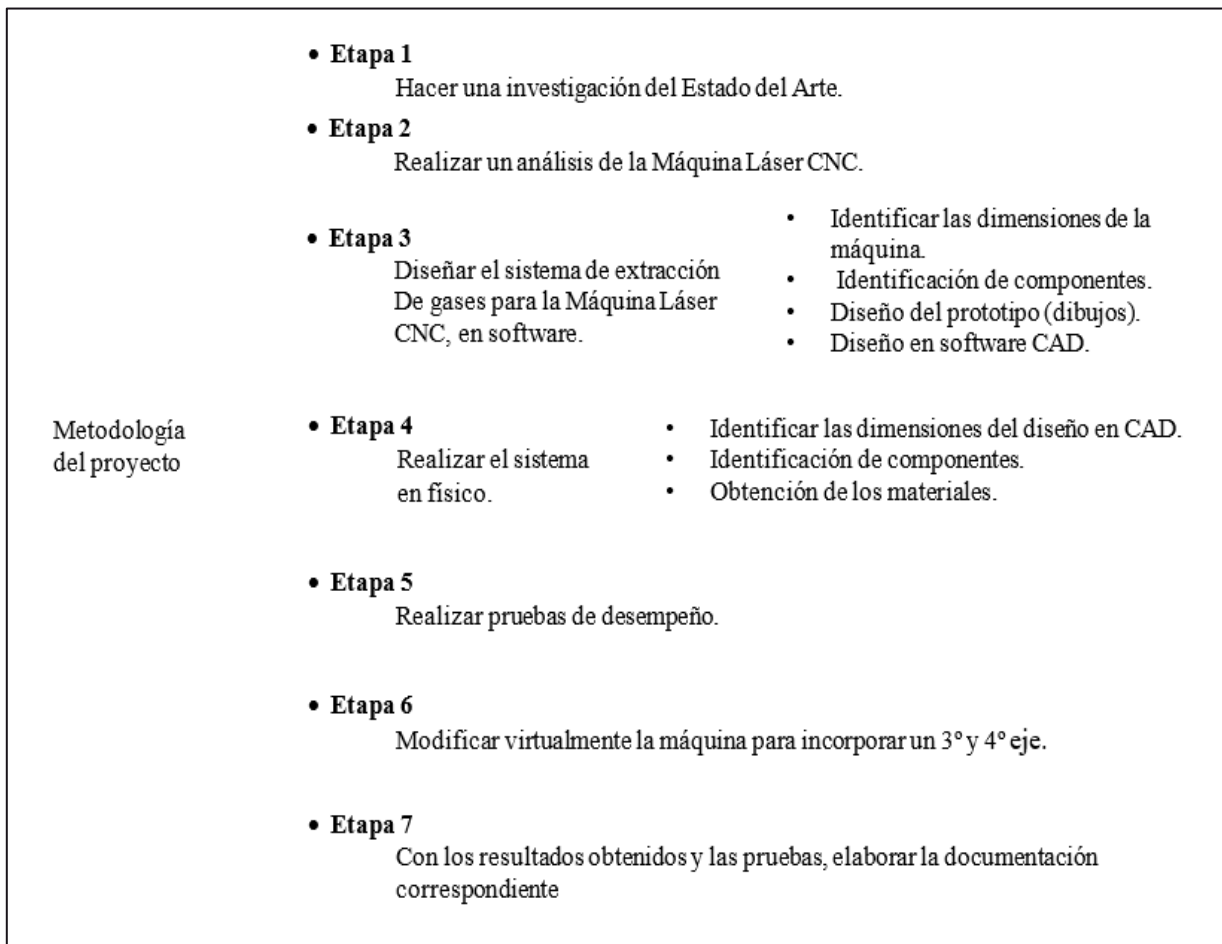 • Etapa 1
Hacer una investigación del Estado del Arte.
• Etapa 2
Realizar un análisis de la Máquina Láser CNC.
• Etapa 3
Diseñar el sistema de extracción
De gases para la Máquina Láser
CNC, en software.
• Identificar las dimensiones de la
máquina.
• Identificación de componentes.
• Diseño del prototipo (dibujos).
• Diseño en software CAD.
Metodología
del proyecto
• Etapa 4
Realizar el sistema
en físico.
• Identificar las dimensiones del diseño en CAD.
• Identificación de componentes.
• Obtención de los materiales.
• Etapa 5
Realizar pruebas de desempeño.
• Etapa 6
Modificar virtualmente la máquina para incorporar un 3º y 4º eje.
• Etapa 7
Con los resultados obtenidos y las pruebas, elaborar la documentación
correspondiente